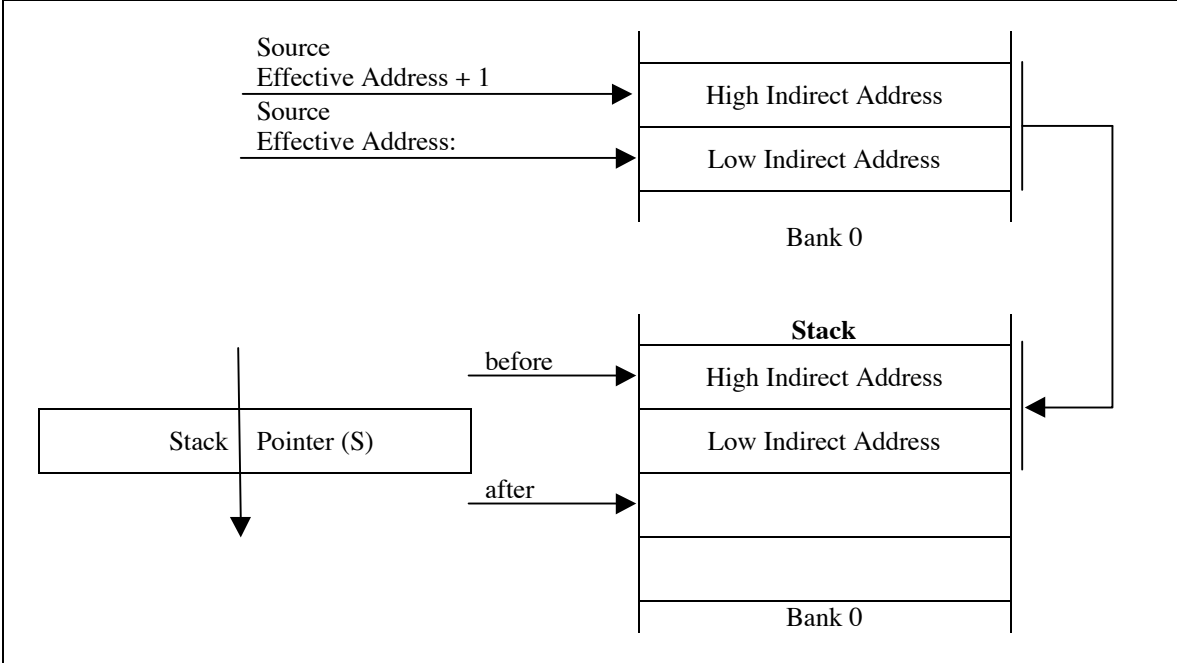 Source
Effective Address + 1
High Indirect Address
Source
Effective Address:
Low Indirect Address
Bank 0
Stack
before
High Indirect Address
Stack Pointer (S)
Low Indirect Address
after
Bank 0